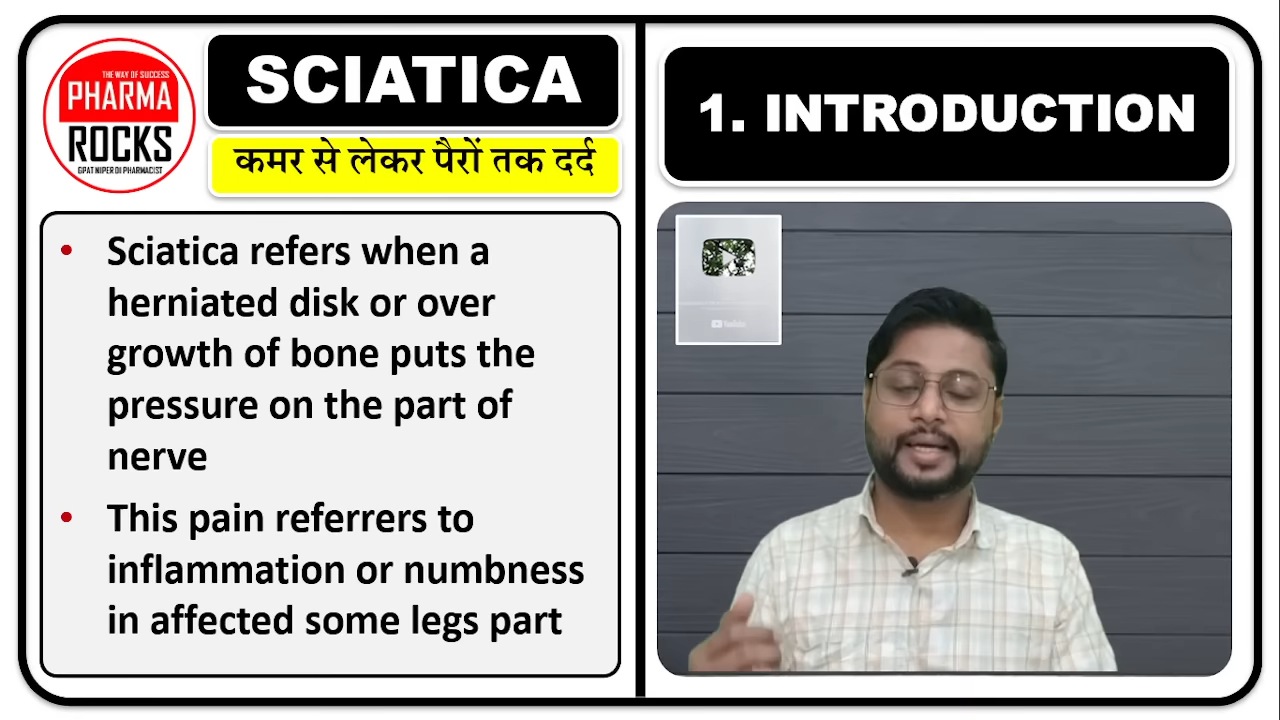 THE WAY OF SUCCESS
PHARMA
ROCKS
GPAT NIPER DI PHARMACIST
SCIATICA
कमर से लेकर पैरों तक दर्द
• Sciatica refers when a
herniated disk or over
growth of bone puts the
pressure on the part of
nerve
• This pain referrers to
inflammation or numbness
in affected some legs part
1. INTRODUCTION
YouTube